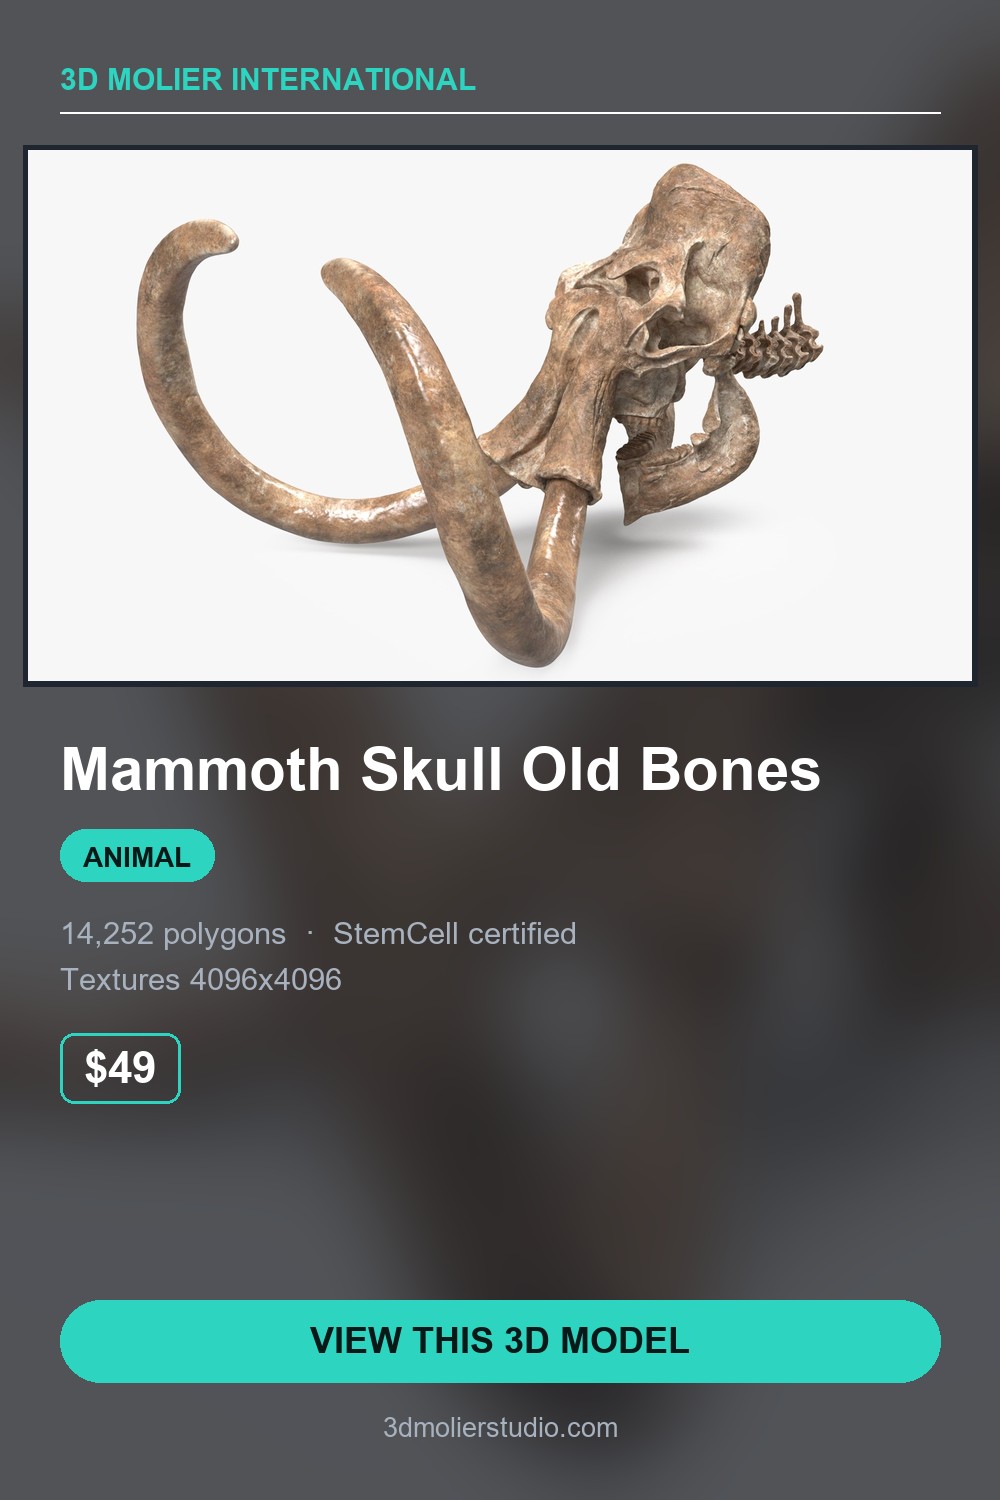 3D MOLIER INTERNATIONAL
Mammoth Skull Old Bones
ANIMAL
14,252 polygons · StemCell certified
Textures 4096x4096
$49
VIEW THIS 3D MODEL
3dmolierstudio.com